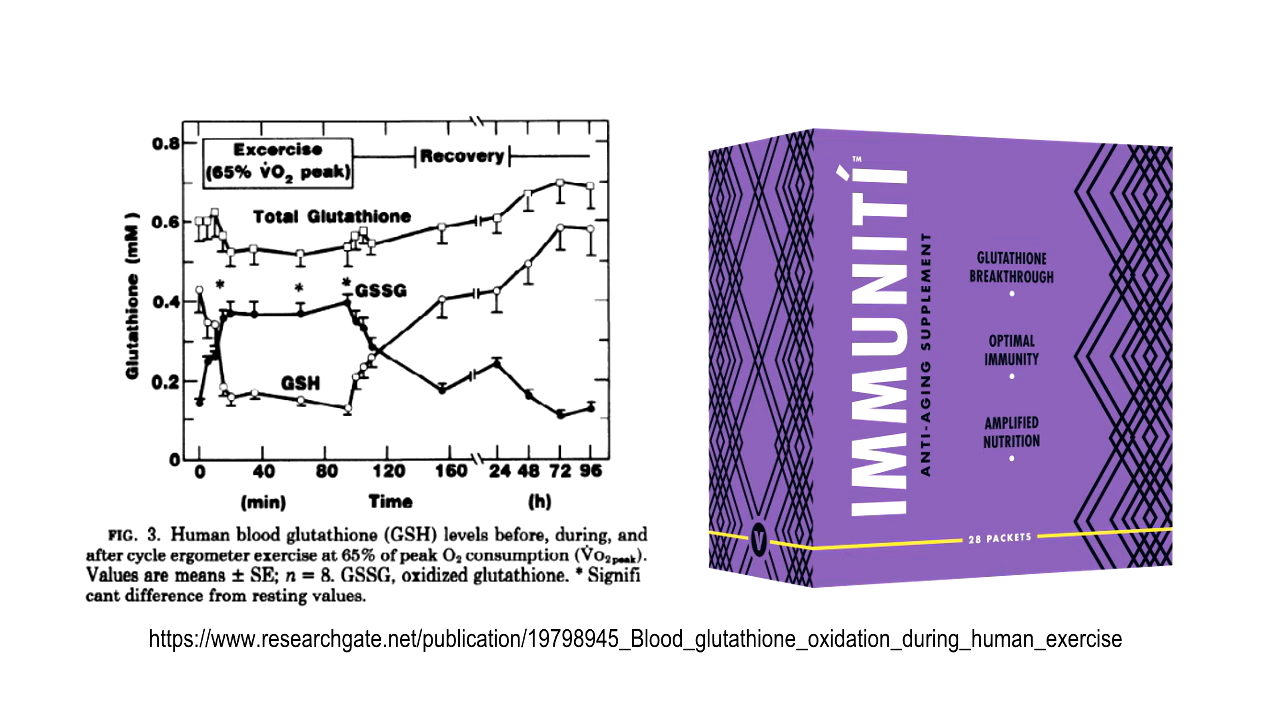 0.8
0.6
0.4
0.2
0
Glutathione (mM)
Excercise
(65% V̇O₂ peak)
Recovery
Total Glutathione
*
*
*
GSSG
GSH
0 40 80 120 160 24 48 72 96
(min) Time (h)
FIG. 3. Human blood glutathione (GSH) levels before, during, and
after cycle ergometer exercise at 65% of peak O₂ consumption (V̇O₂peak).
Values are means ± SE; n = 8. GSSG, oxidized glutathione. * Signifi
cant difference from resting values.
IMMUNITÍ™
ANTI-AGING SUPPLEMENT
GLUTATHIONE
BREAKTHROUGH
OPTIMAL
IMMUNITY
AMPLIFIED
NUTRITION
28 PACKETS
V
https://www.researchgate.net/publication/19798945_Blood_glutathione_oxidation_during_human_exercise